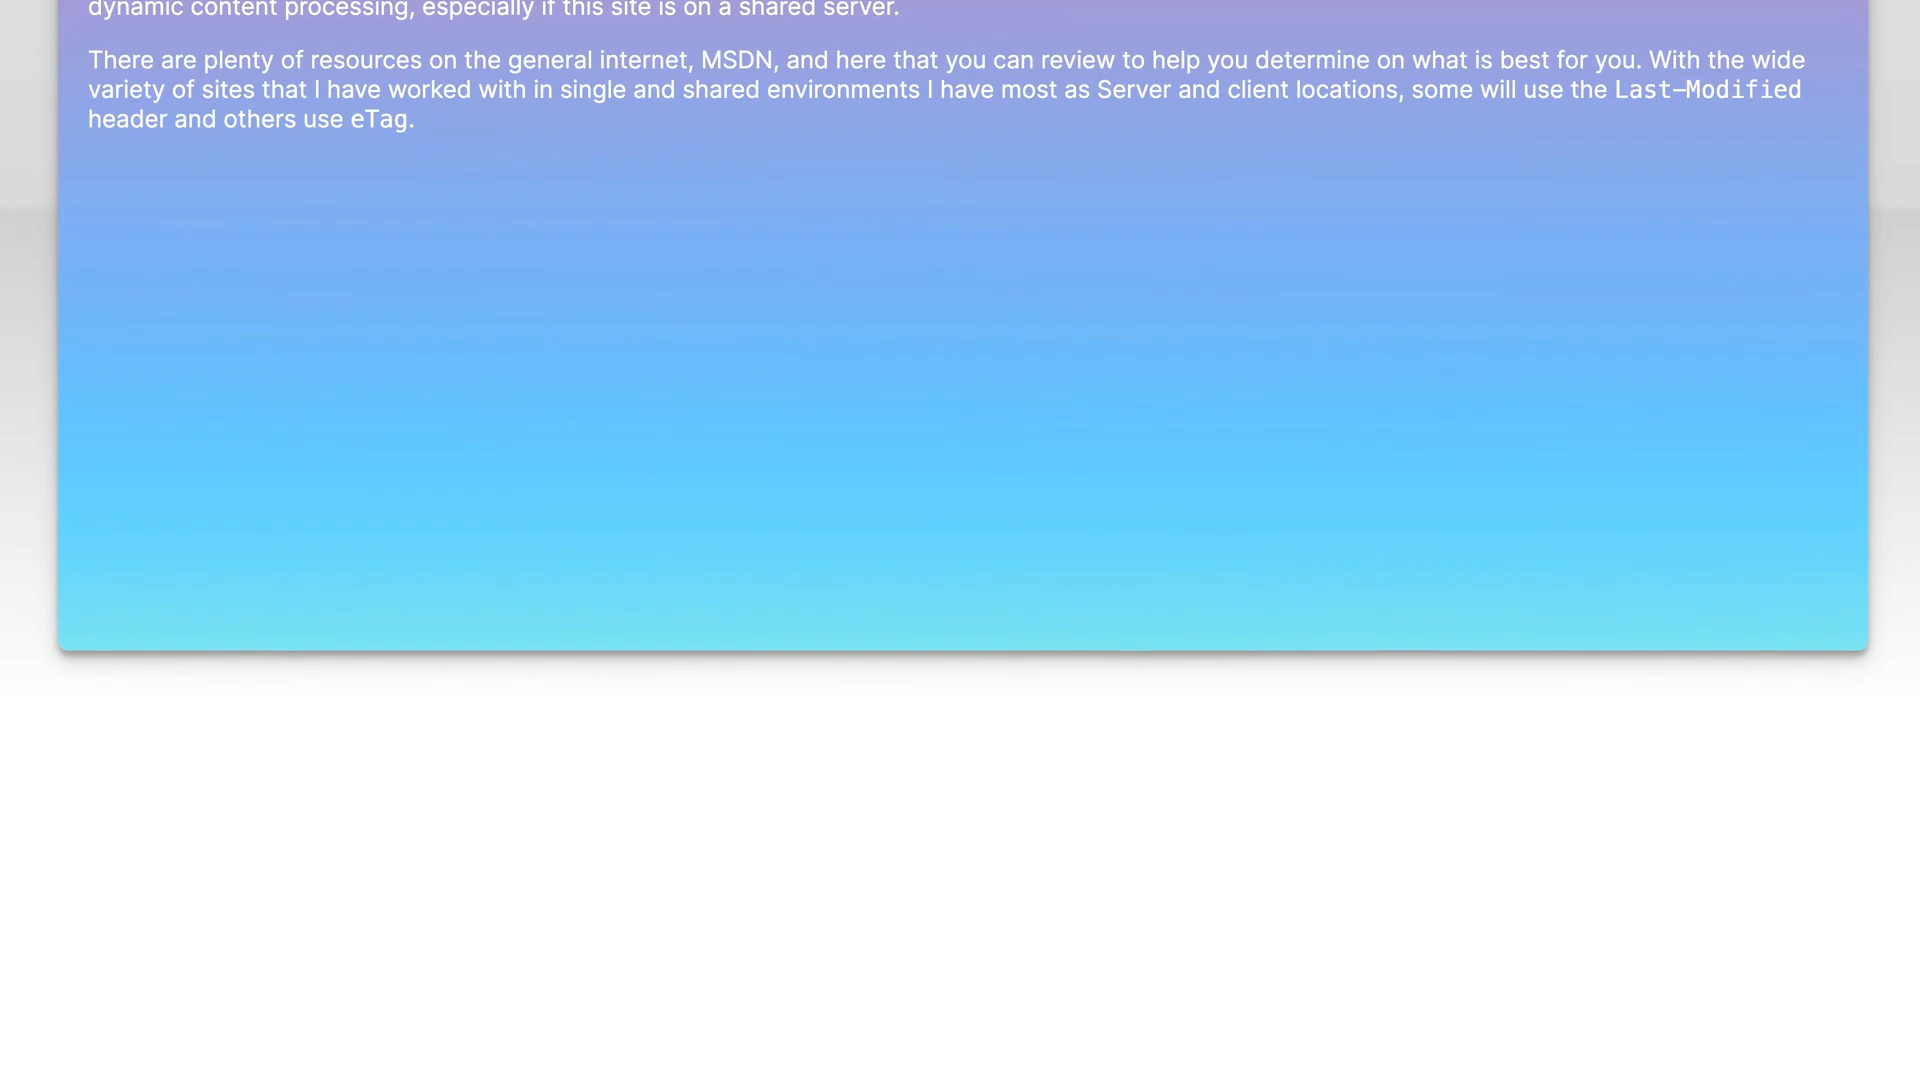 dynamic content processing, especially if this site is on a shared server.
There are plenty of resources on the general internet, MSDN, and here that you can review to help you determine on what is best for you. With the wide
variety of sites that I have worked with in single and shared environments I have most as Server and client locations, some will use the Last-Modified
header and others use eTag.